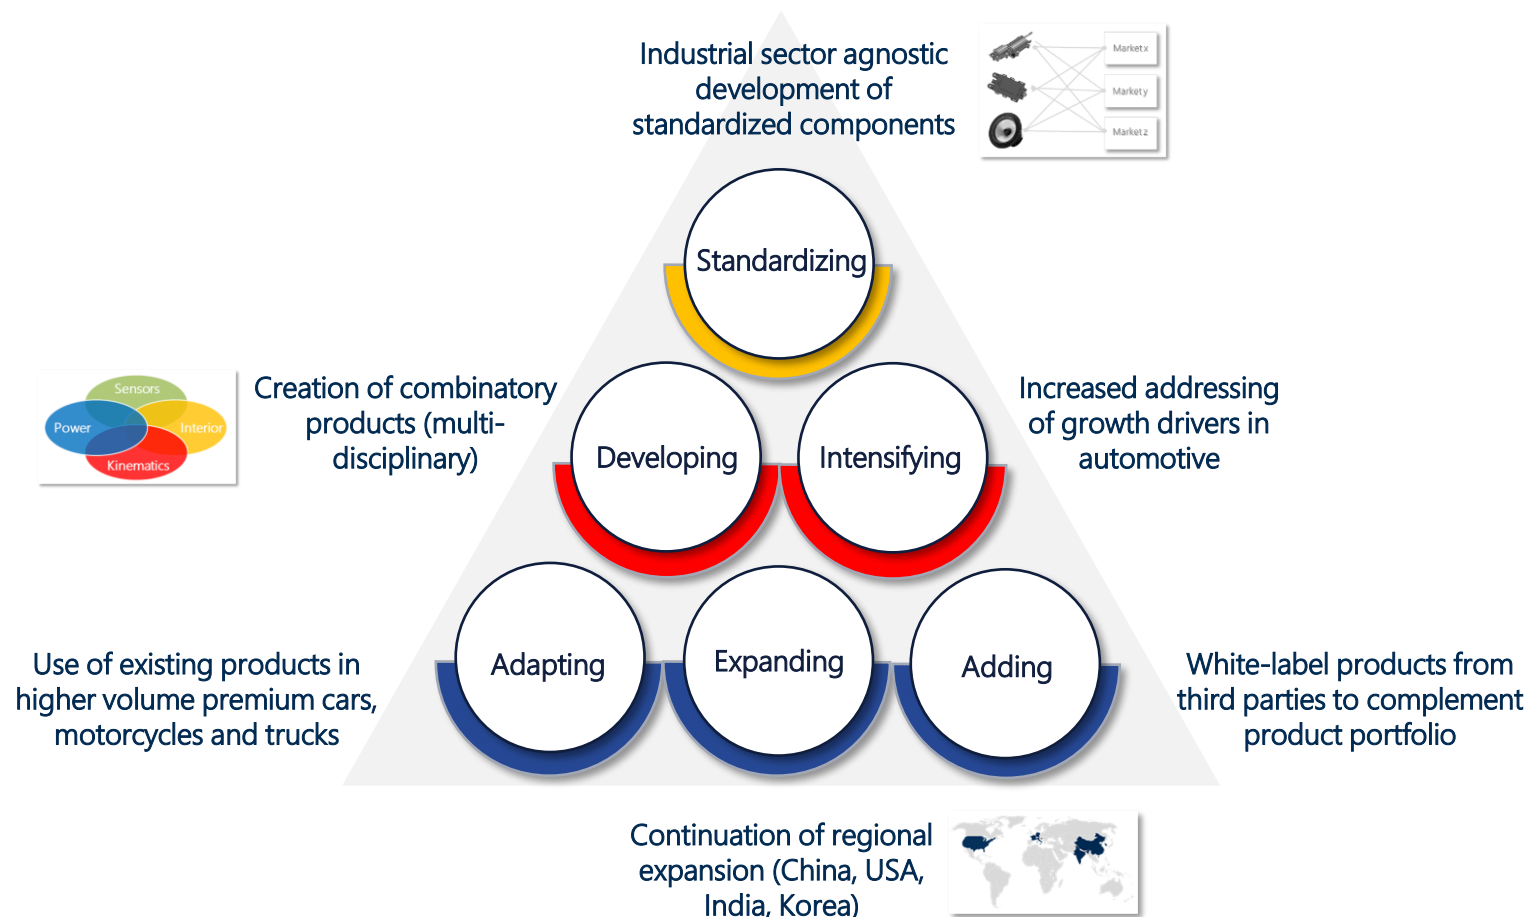 Industrial sector agnostic
development of
standardized components
Market x
Market y
Market z
Standardizing
Sensors
Power
Interior
Kinematics
Creation of combinatory
products (multi-
disciplinary)
Developing
Intensifying
Increased addressing
of growth drivers in
automotive
Use of existing products in
higher volume premium cars,
motorcycles and trucks
Adapting
Expanding
Adding
White-label products from
third parties to complement
product portfolio
Continuation of regional
expansion (China, USA,
India, Korea)